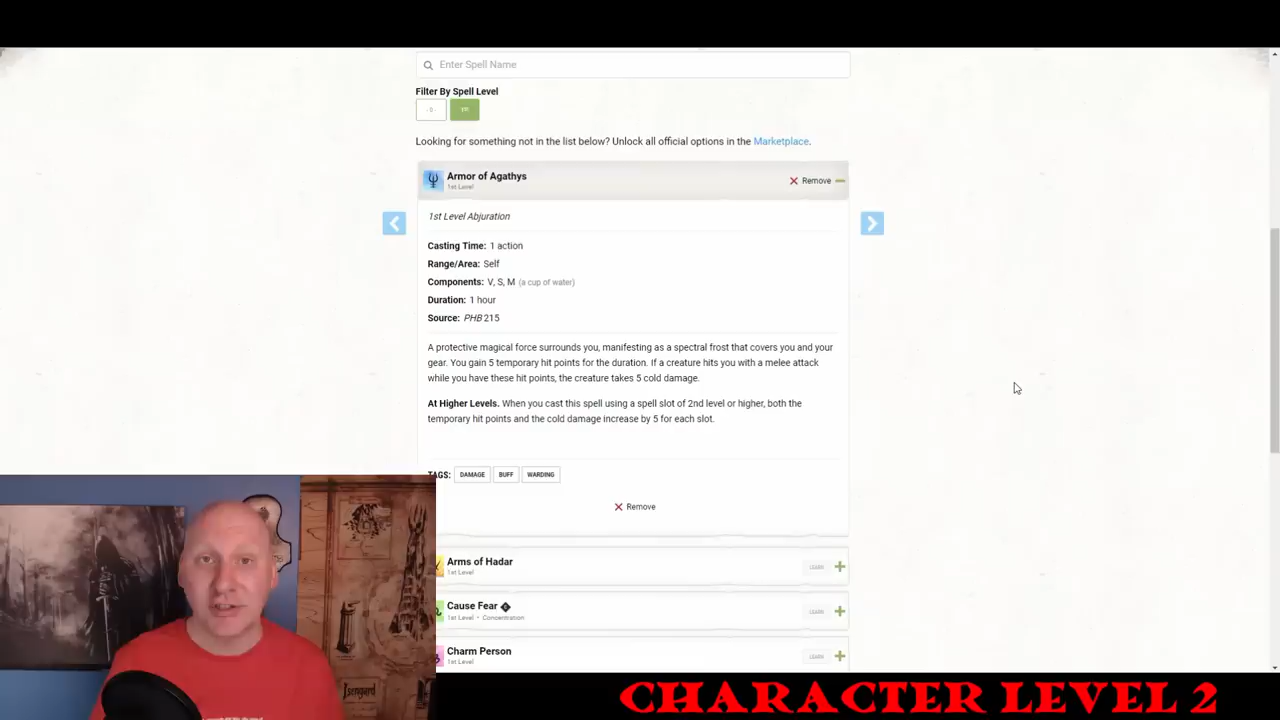 Enter Spell Name
Filter By Spell Level
- 0 -
1ST
Looking for something not in the list below? Unlock all official options in the Marketplace.
Armor of Agathys
1st Level
Remove
1st Level Abjuration
Casting Time: 1 action
Range/Area: Self
Components: V, S, M (a cup of water)
Duration: 1 hour
Source: PHB 215
A protective magical force surrounds you, manifesting as a spectral frost that covers you and your
gear. You gain 5 temporary hit points for the duration. If a creature hits you with a melee attack
while you have these hit points, the creature takes 5 cold damage.
At Higher Levels. When you cast this spell using a spell slot of 2nd level or higher, both the
temporary hit points and the cold damage increase by 5 for each slot.
TAGS: DAMAGE BUFF WARDING
Remove
Arms of Hadar
1st Level
LEARN
Cause Fear
1st Level • Concentration
LEARN
Charm Person
1st Level
LEARN
Isengard
CHARACTER LEVEL 2